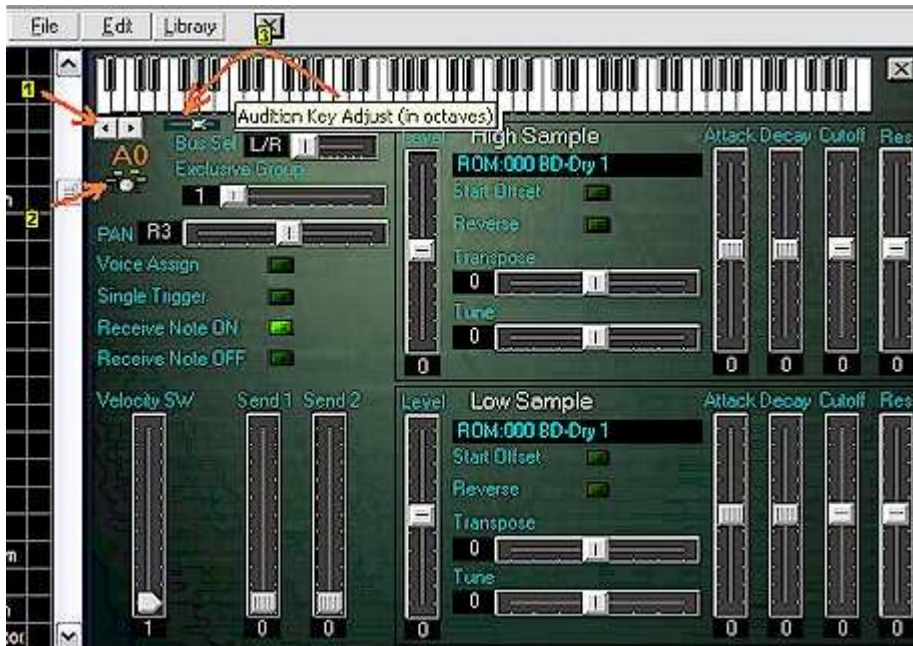 File Edit Library
3
1
Audition Key Adjust (in octaves)
A0
Bus Sel L/R
Level High Sample Attack Decay Cutoff Res
Exclusive Group
ROM:000 BD-Dry 1
1
Start Offset
2
PAN R3
Reverse
Voice Assign
Transpose
0
Single Trigger
Tune
Receive Note ON
0
Receive Note OFF
0 0 0 0 0
Velocity SW Send 1 Send 2
Level Low Sample Attack Decay Cutoff Res
ROM:000 BD-Dry 1
Start Offset
Reverse
Transpose
0
Tune
0
1 0 0 0 0 0 0 0